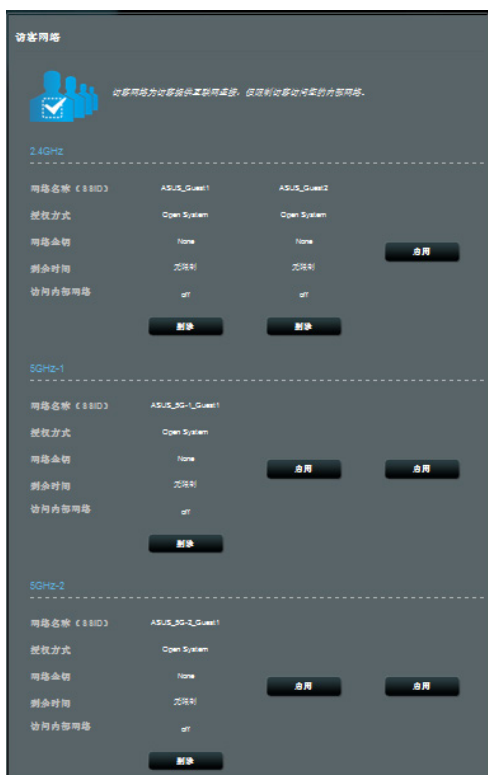 访客网络
访客网络为访客提供互联网连接，但限制访客访问您的内部网络。
2.4GHz
网络名称（SSID） ASUS_Guest1 ASUS_Guest2
授权方式 Open System Open System
网络金钥 None None
启用
剩余时间 无限制 无限制
访问内部网络 off off
删除 删除
5GHz-1
网络名称（SSID） ASUS_5G-1_Guest1
授权方式 Open System
网络金钥 None
启用 启用
剩余时间 无限制
访问内部网络 off
删除
5GHz-2
网络名称（SSID） ASUS_5G-2_Guest1
授权方式 Open System
网络金钥 None
启用 启用
剩余时间 无限制
访问内部网络 off
删除